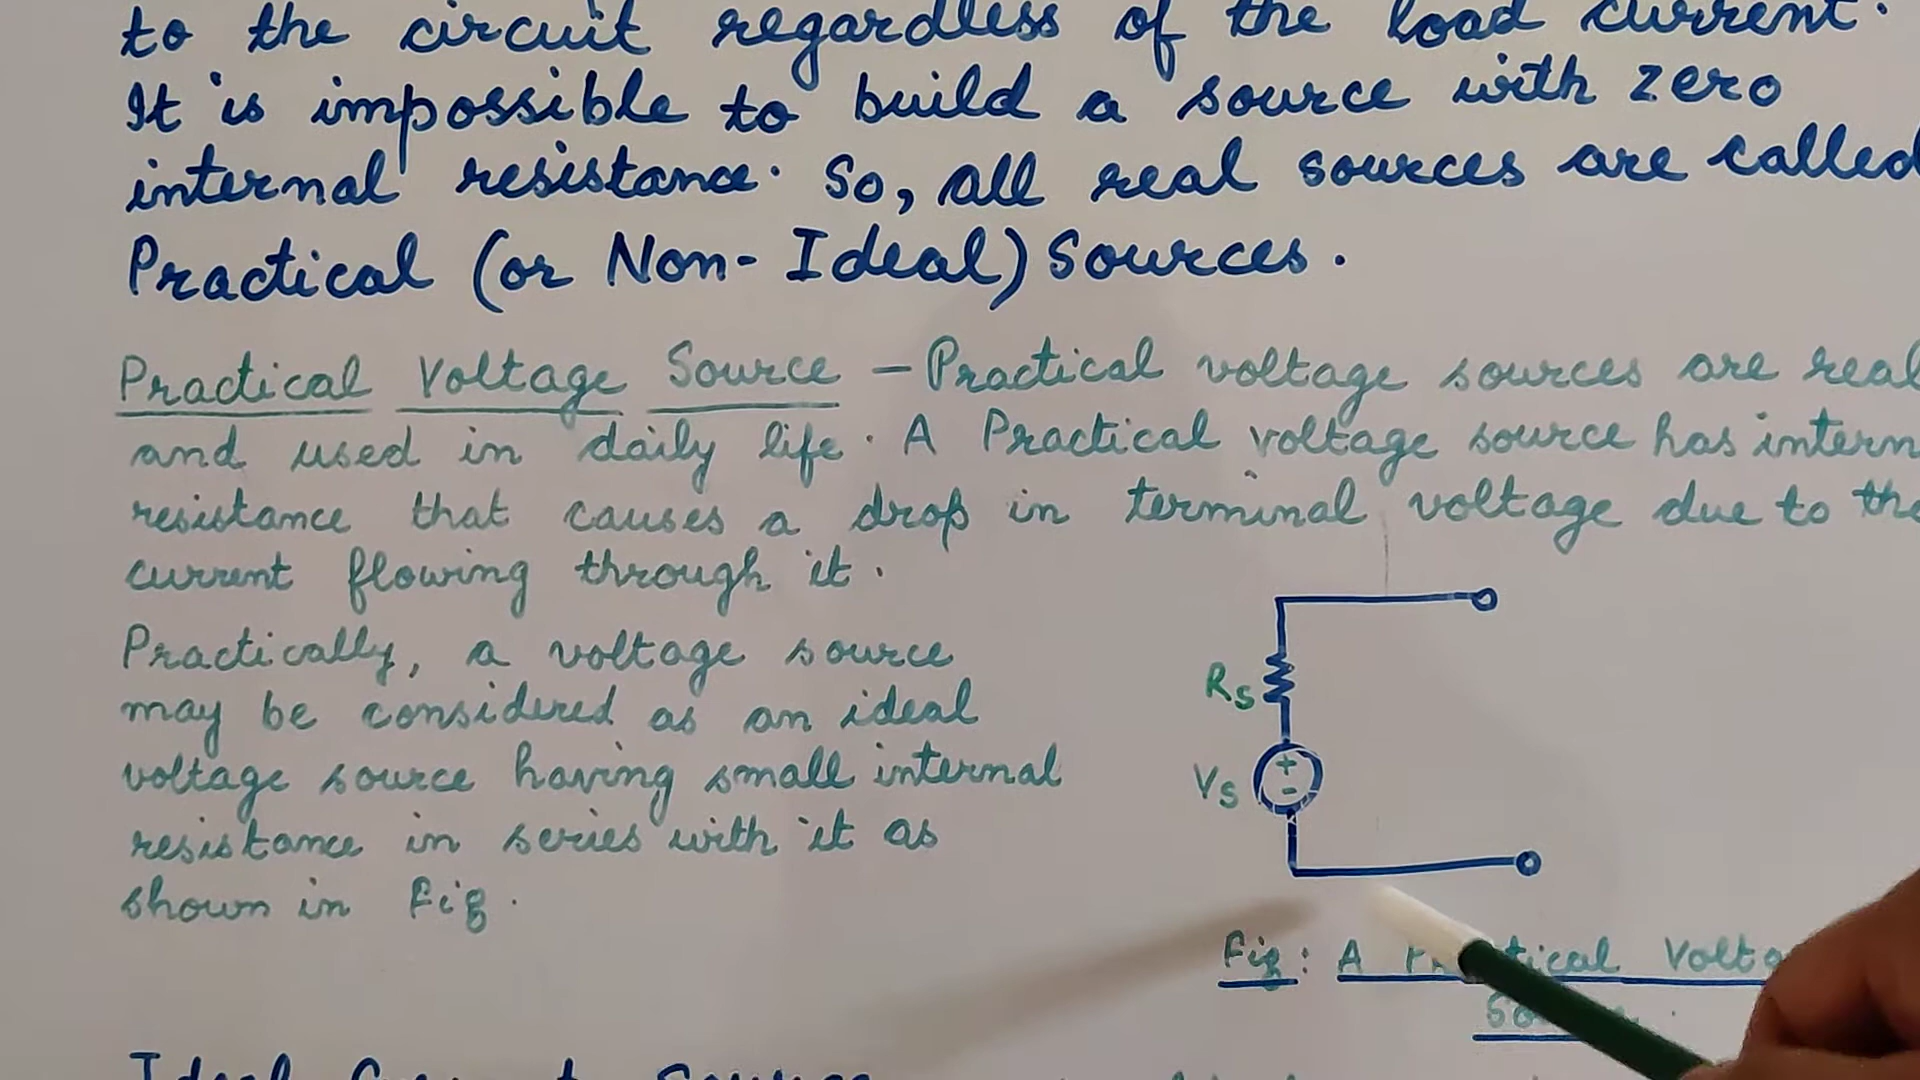 to the circuit regardless of the load current.
It is impossible to build a source with zero
internal resistance. So, all real sources are called
Practical (or Non-Ideal) Sources.
Practical Voltage Source – Practical voltage sources are real
and used in daily life. A Practical voltage source has intern
resistance that causes a drop in terminal voltage due to the
current flowing through it.
Practically, a voltage source
may be considered as an ideal
voltage source having small internal
resistance in series with it as
shown in fig.
Rs
Vs
+
-
Fig: A
Ideal Current Source